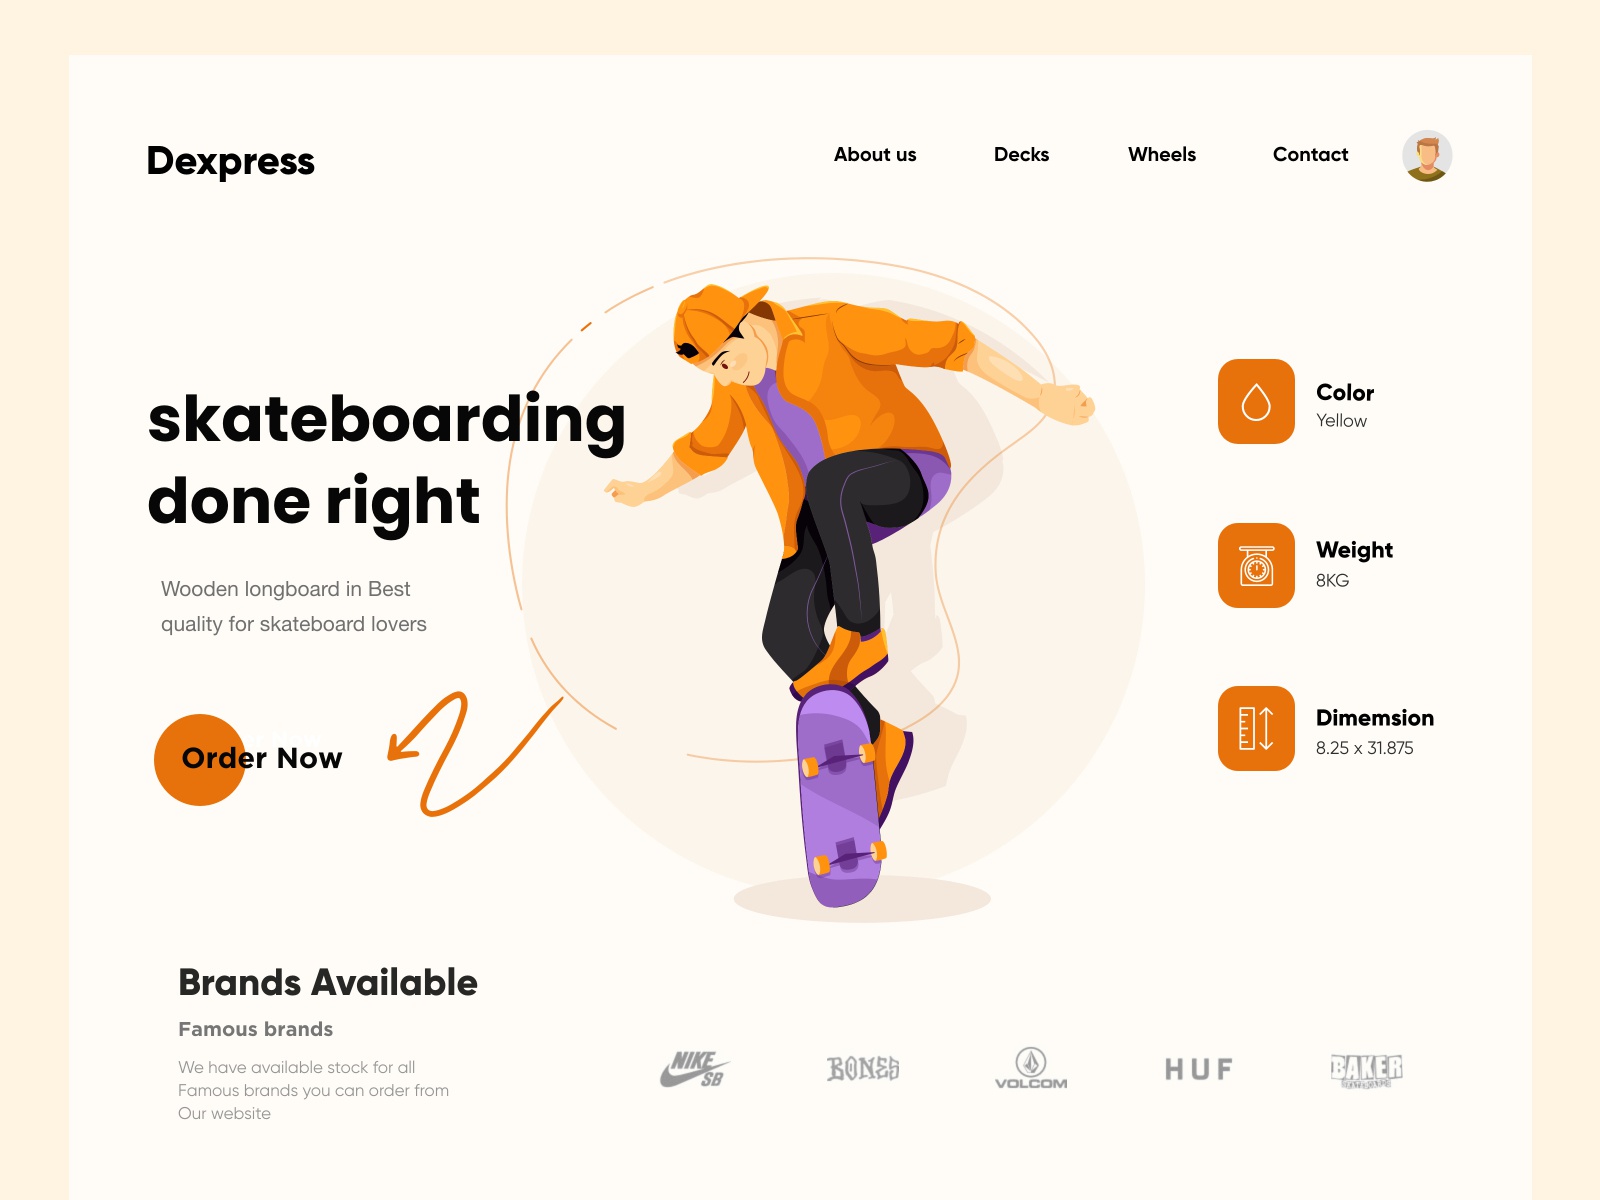 Dexpress
About us
Decks
Wheels
Contact
skateboarding
done right
Wooden longboard in Best
quality for skateboard lovers
Order Now
Color
Yellow
Weight
8KG
Dimemsion
8.25 x 31.875
Brands Available
Famous brands
We have available stock for all
Famous brands you can order from
Our website
NIKE
SB
BONES
VOLCOM
HUF
BAKER